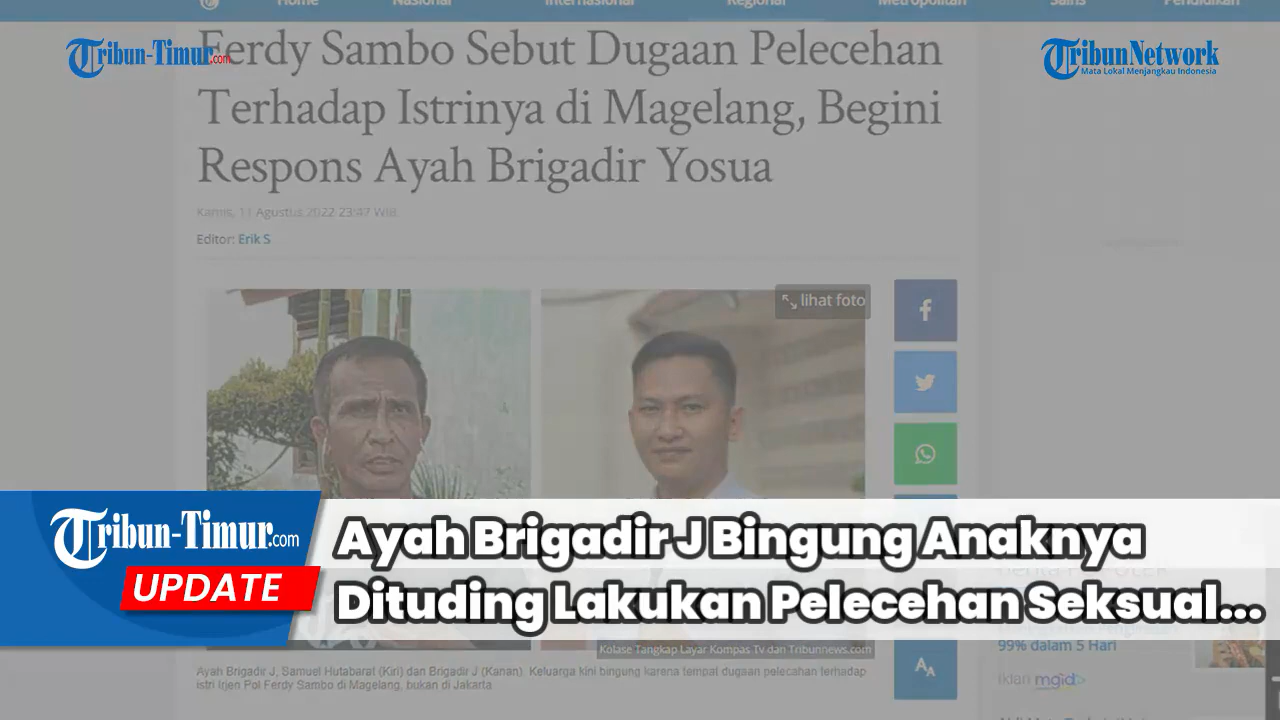 Home Nasional Internasional Regional Metropolitan Sains Pendidikan
Tribun-Timur.com
TribunNetwork
Mata Lokal Menjangkau Indonesia
Ferdy Sambo Sebut Dugaan Pelecehan
Terhadap Istrinya di Magelang, Begini
Respons Ayah Brigadir Yosua
Kamis, 11 Agustus 2022 23:47 WIB
Editor: Erik S
lihat foto
Tribun-Timur.com
UPDATE
Ayah Brigadir J Bingung Anaknya
Dituding Lakukan Pelecehan Seksual...
99% dalam 5 Hari
Kolase Tangkap Layar Kompas Tv dan Tribunnews.com
Ayah Brigadir J, Samuel Hutabarat (Kiri) dan Brigadir J (Kanan). Keluarga kini bingung karena tempat dugaan pelecehan terhadap
istri Irjen Pol Ferdy Sambo di Magelang, bukan di Jakarta.
AA
Iklan mgid